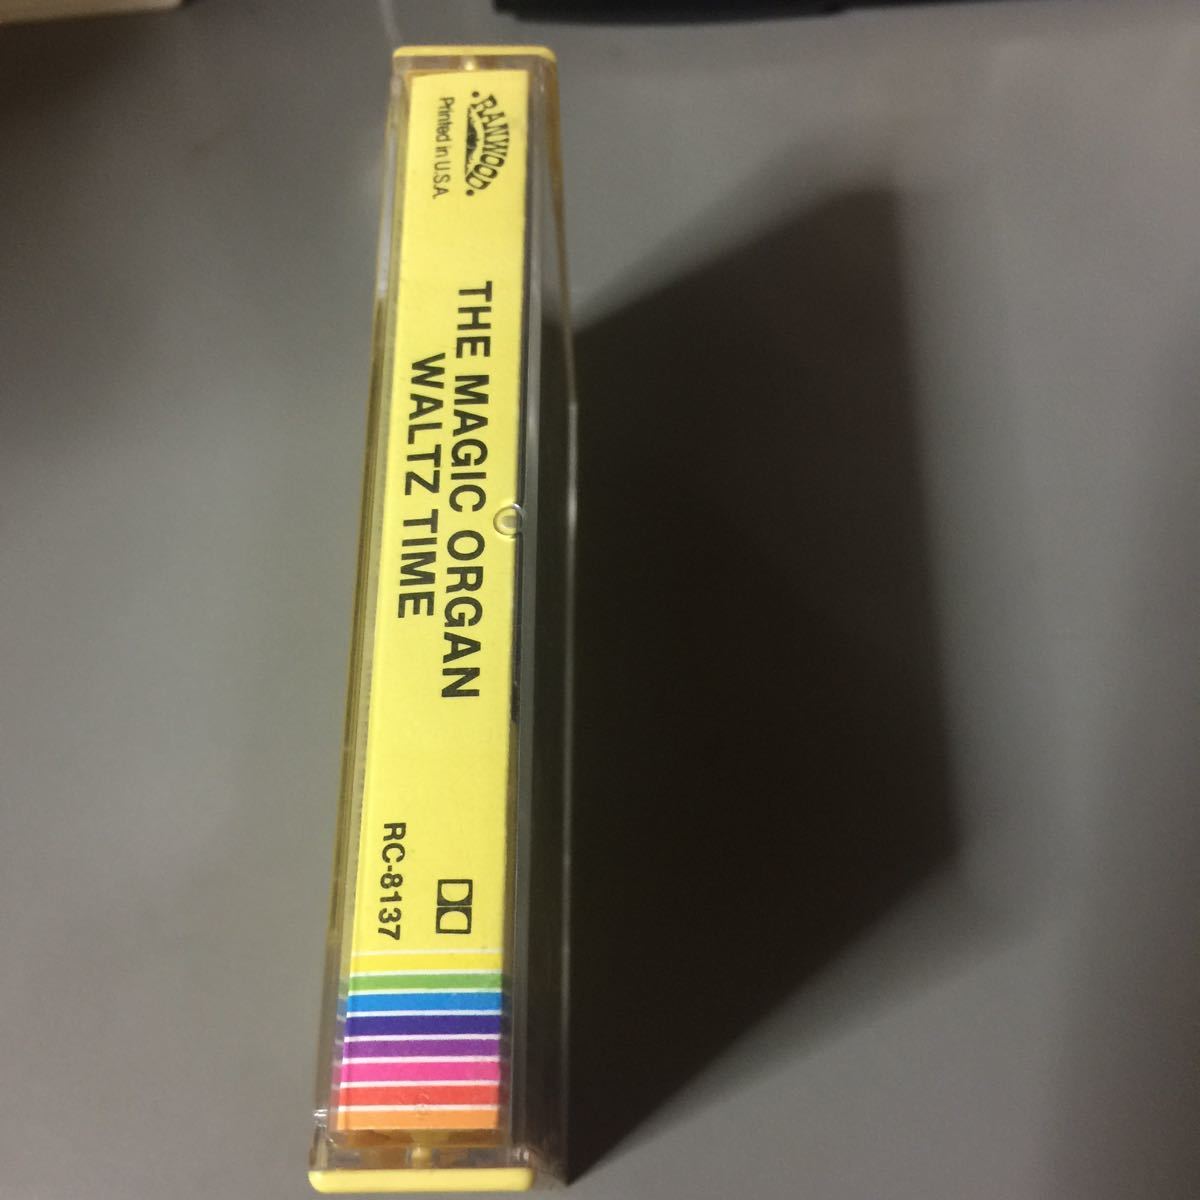 RANWOOD
Printed in U.S.A.
THE MAGIC ORGAN
WALTZ TIME
RC-8137